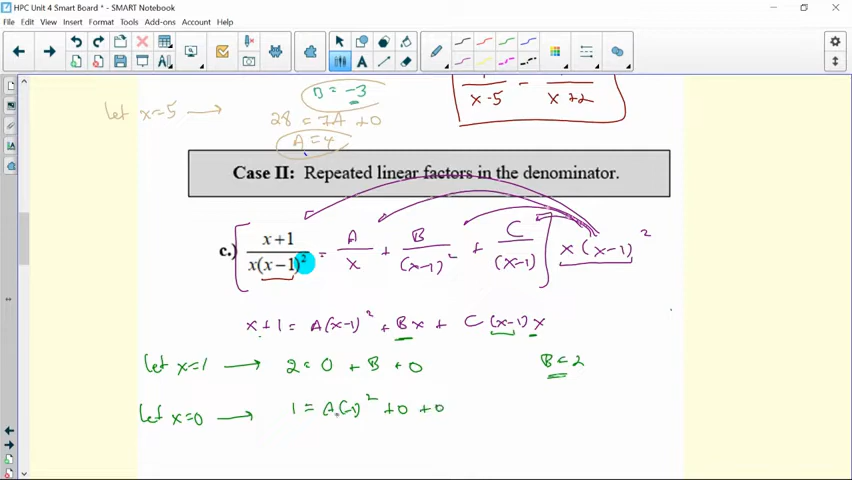 HPC Unit 4 Smart Board * - SMART Notebook
File Edit View Insert Format Tools Add-ons Account Help
B = -3
let x=5 → 28 = 7A +0
A = 4
x-5 - x+2
Case II: Repeated linear factors in the denominator.
c.) [ x+1 / x(x−1)² = A / x + B / (x-1)² + C / (x-1) ] x (x-1)²
x+1 = A(x-1)² + Bx + C (x-1) x
let x=1 → 2 = 0 + B + 0 B = 2
let x=0 → 1 = A(-1)² +0 +0